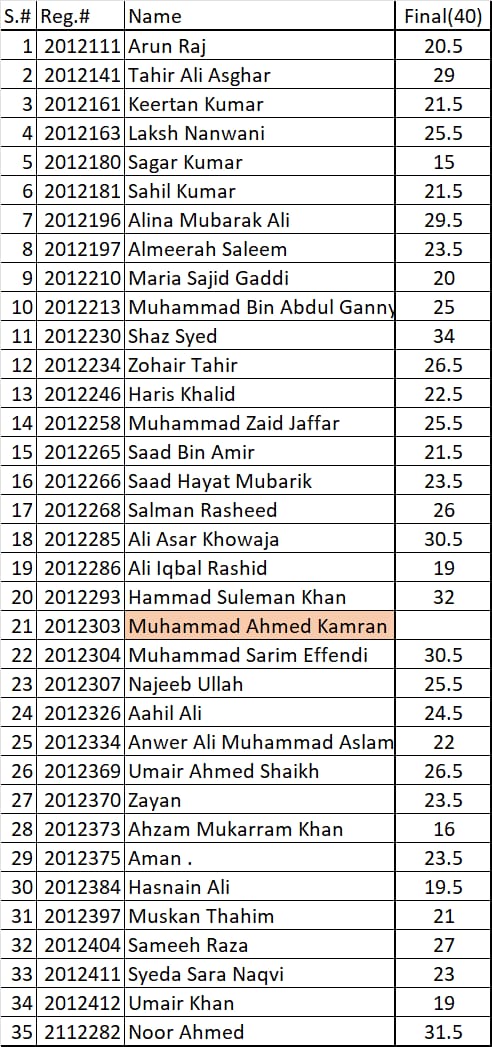 S.# Reg.# Name Final(40)
1 2012111 Arun Raj 20.5
2 2012141 Tahir Ali Asghar 29
3 2012161 Keertan Kumar 21.5
4 2012163 Laksh Nanwani 25.5
5 2012180 Sagar Kumar 15
6 2012181 Sahil Kumar 21.5
7 2012196 Alina Mubarak Ali 29.5
8 2012197 Almeerah Saleem 23.5
9 2012210 Maria Sajid Gaddi 20
10 2012213 Muhammad Bin Abdul Ganny 25
11 2012230 Shaz Syed 34
12 2012234 Zohair Tahir 26.5
13 2012246 Haris Khalid 22.5
14 2012258 Muhammad Zaid Jaffar 25.5
15 2012265 Saad Bin Amir 21.5
16 2012266 Saad Hayat Mubarik 23.5
17 2012268 Salman Rasheed 26
18 2012285 Ali Asar Khowaja 30.5
19 2012286 Ali Iqbal Rashid 19
20 2012293 Hammad Suleman Khan 32
21 2012303 Muhammad Ahmed Kamran
22 2012304 Muhammad Sarim Effendi 30.5
23 2012307 Najeeb Ullah 25.5
24 2012326 Aahil Ali 24.5
25 2012334 Anwer Ali Muhammad Aslam 22
26 2012369 Umair Ahmed Shaikh 26.5
27 2012370 Zayan 23.5
28 2012373 Ahzam Mukarram Khan 16
29 2012375 Aman . 23.5
30 2012384 Hasnain Ali 19.5
31 2012397 Muskan Thahim 21
32 2012404 Sameeh Raza 27
33 2012411 Syeda Sara Naqvi 23
34 2012412 Umair Khan 19
35 2112282 Noor Ahmed 31.5